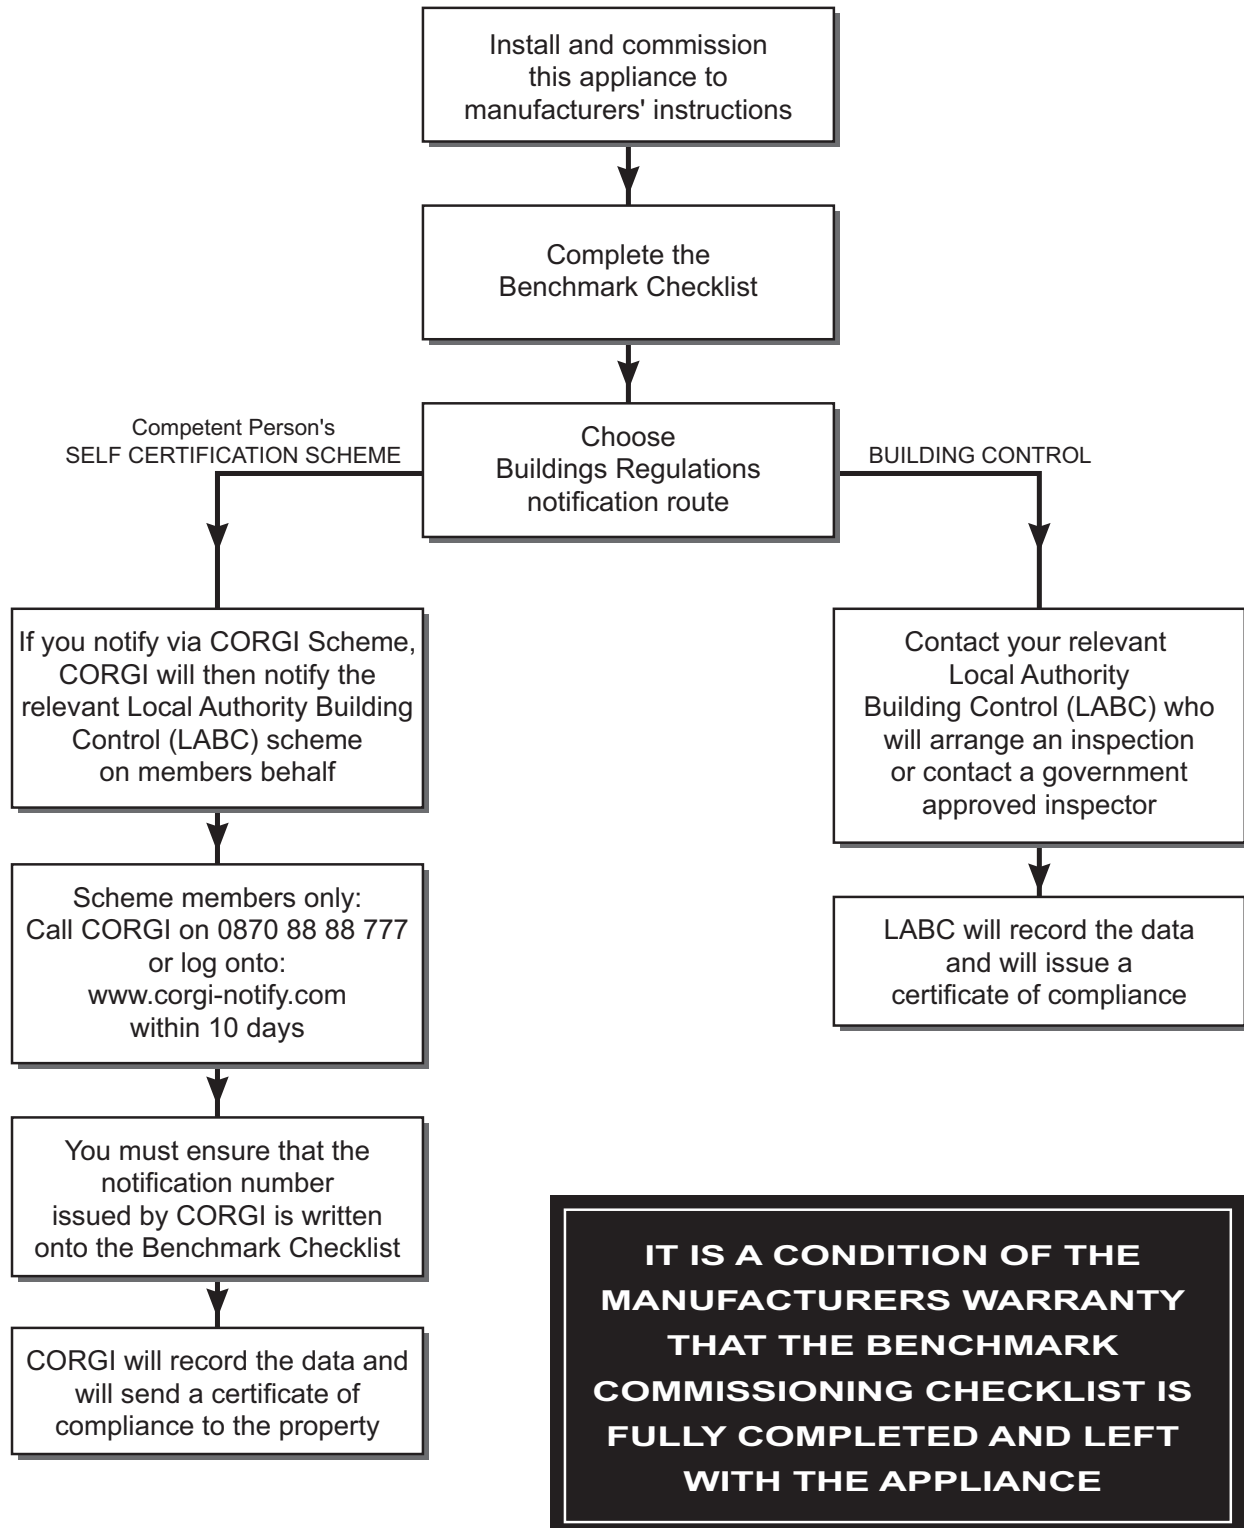 Install and commission
this appliance to
manufacturers' instructions
Complete the
Benchmark Checklist
Choose
Buildings Regulations
notification route
Competent Person's
SELF CERTIFICATION SCHEME
BUILDING CONTROL
If you notify via CORGI Scheme,
CORGI will then notify the
relevant Local Authority Building
Control (LABC) scheme
on members behalf
Scheme members only:
Call CORGI on 0870 88 88 777
or log onto:
www.corgi-notify.com
within 10 days
You must ensure that the
notification number
issued by CORGI is written
onto the Benchmark Checklist
CORGI will record the data and
will send a certificate of
compliance to the property
Contact your relevant
Local Authority
Building Control (LABC) who
will arrange an inspection
or contact a government
approved inspector
LABC will record the data
and will issue a
certificate of compliance
IT IS A CONDITION OF THE
MANUFACTURERS WARRANTY
THAT THE BENCHMARK
COMMISSIONING CHECKLIST IS
FULLY COMPLETED AND LEFT
WITH THE APPLIANCE